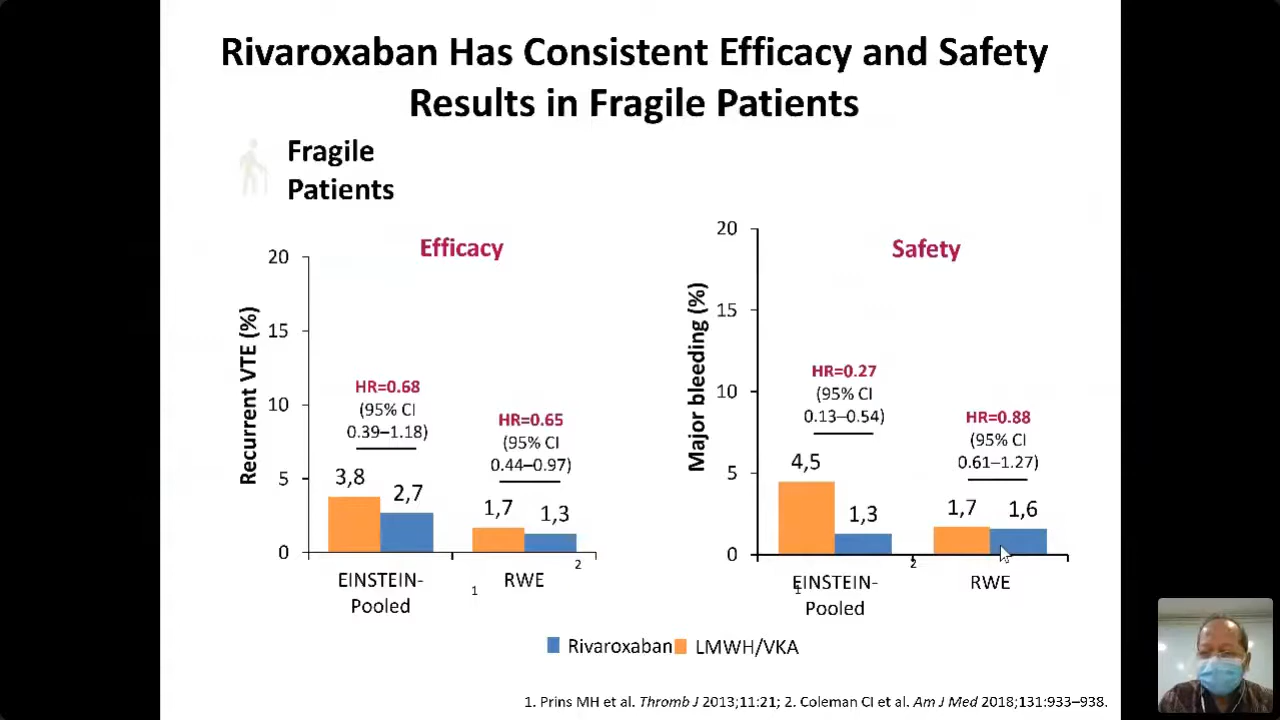 Rivaroxaban Has Consistent Efficacy and Safety
Results in Fragile Patients
Fragile
Patients
Efficacy
Recurrent VTE (%)
20
15
10
5
0
HR=0.68
(95% CI
0.39–1.18)
3,8
2,7
HR=0.65
(95% CI
0.44–0.97)
1,7
1,3
EINSTEIN-
Pooled
1
RWE
2
Safety
Major bleeding (%)
20
15
10
5
0
HR=0.27
(95% CI
0.13–0.54)
4,5
1,3
HR=0.88
(95% CI
0.61–1.27)
1,7
1,6
EINSTEIN-
Pooled
1
RWE
2
Rivaroxaban
LMWH/VKA
1. Prins MH et al. Thromb J 2013;11:21; 2. Coleman CI et al. Am J Med 2018;131:933–938.